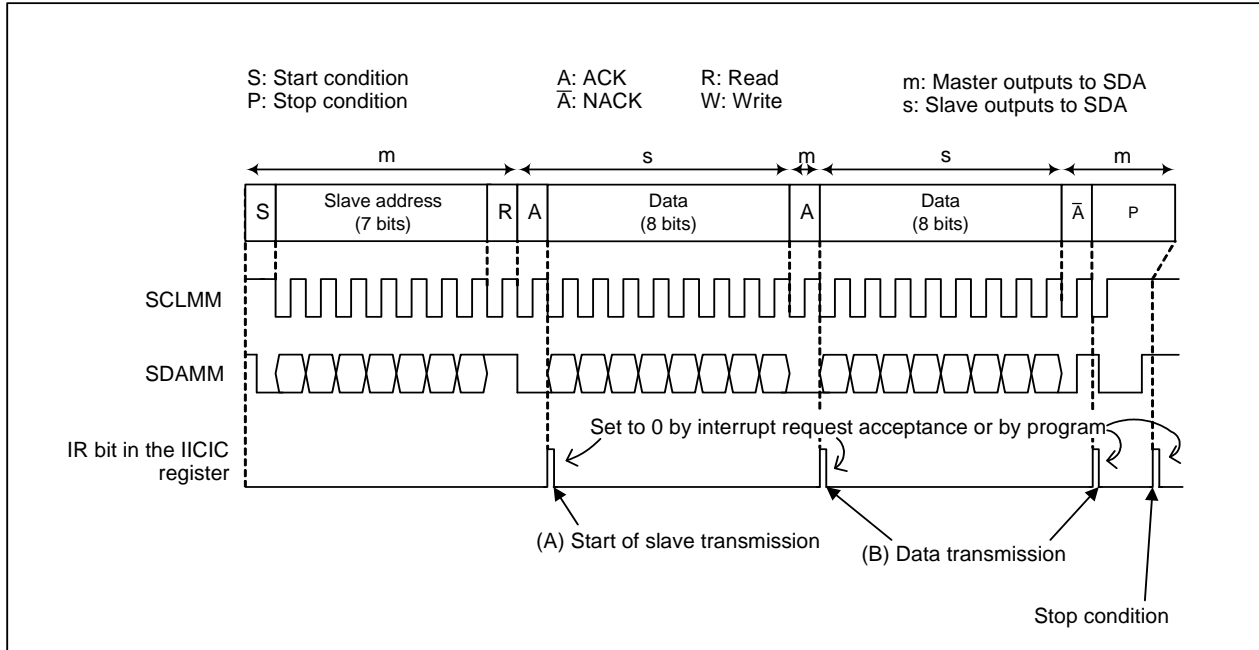 S: Start condition
P: Stop condition
A: ACK
A̅: NACK
R: Read
W: Write
m: Master outputs to SDA
s: Slave outputs to SDA
m s m s m
S Slave address (7 bits) R A Data (8 bits) A Data (8 bits) A̅ P
SCLMM
SDAMM
Set to 0 by interrupt request acceptance or by program
IR bit in the IICIC
register
(A) Start of slave transmission
(B) Data transmission
Stop condition